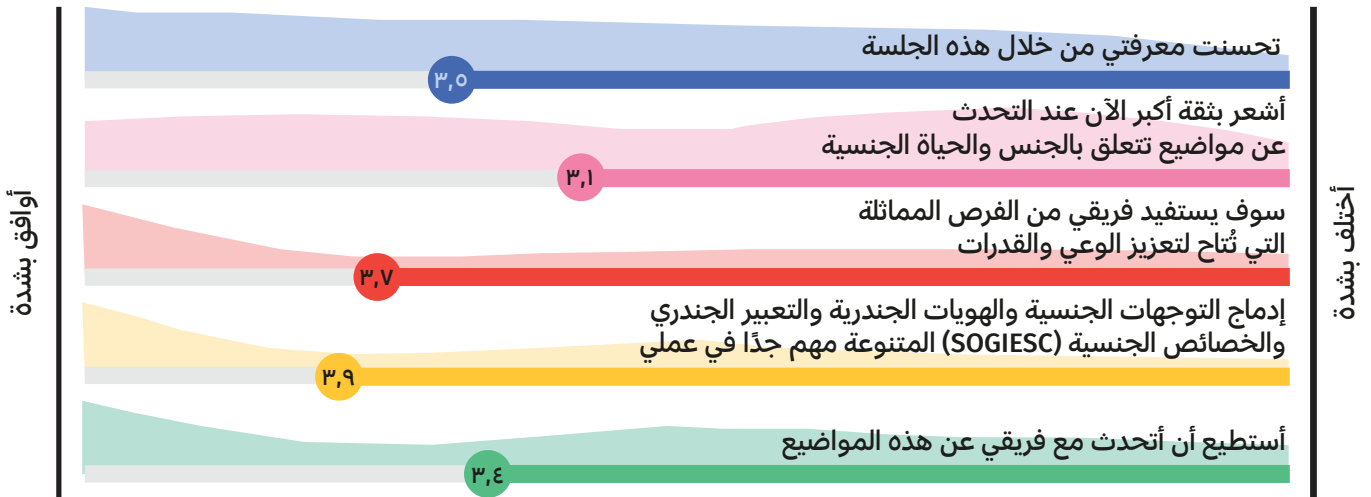 تحسنت معرفتي من خلال هذه الجلسة
٣,٥
أشعر بثقة أكبر الآن عند التحدث
عن مواضيع تتعلق بالجنس والحياة الجنسية
٣,١
سوف يستفيد فريقي من الفرص المماثلة
التي تُتاح لتعزيز الوعي والقدرات
٣,٧
إدماج التوجهات الجنسية والهويات الجندرية والتعبير الجندري
والخصائص الجنسية (SOGIESC) المتنوعة مهم جدًا في عملي
٣,٩
أستطيع أن أتحدث مع فريقي عن هذه المواضيع
٣,٤
أختلف بشدة
أوافق بشدة